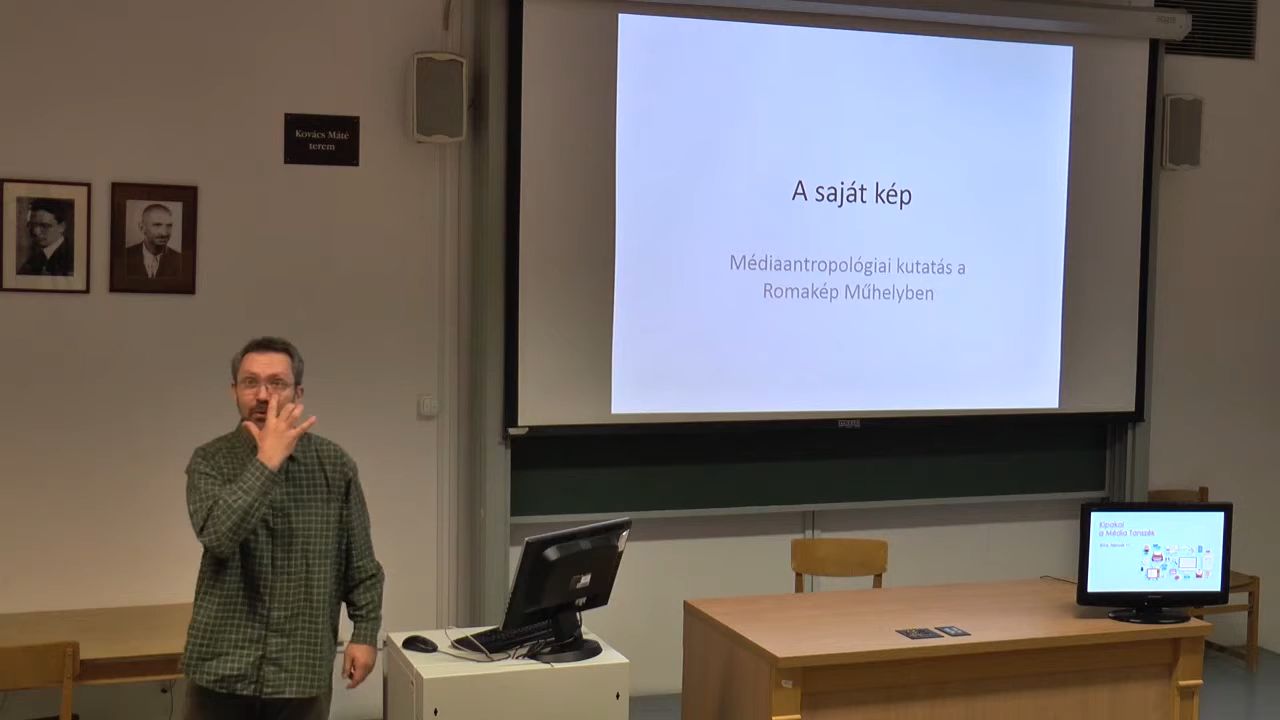 Kovács Máté
terem
A saját kép
Médiaantropológiai kutatás a
Romakép Műhelyben
Kipakol
a Média Tanszék